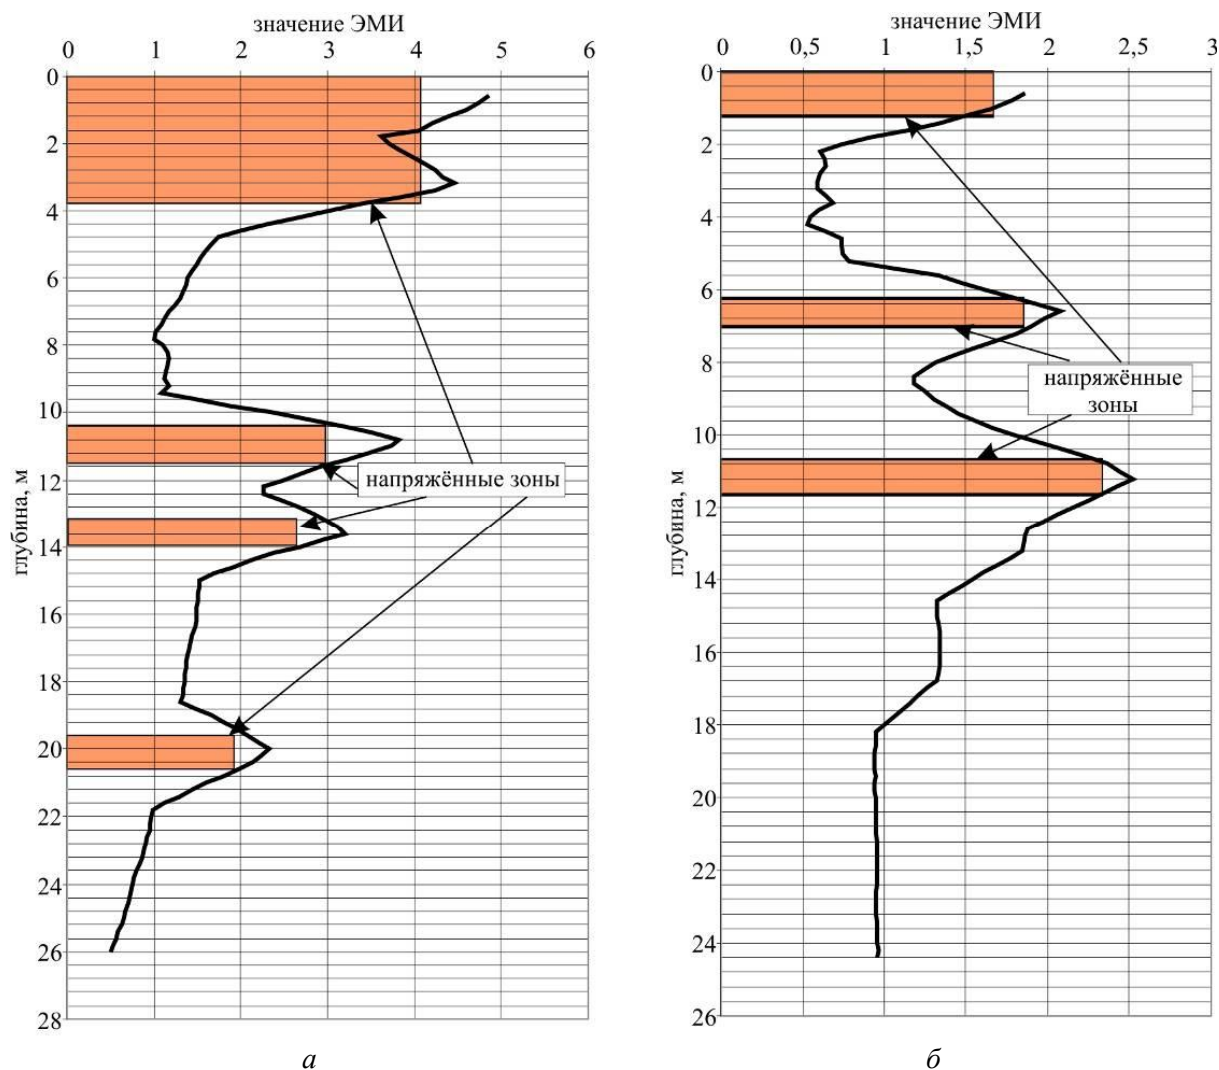 значение ЭМИ
0 1 2 3 4 5 6
0
2
4
6
8
10
12
14
16
18
20
22
24
26
28
глубина, м
напряжённые зоны
а
значение ЭМИ
0 0,5 1 1,5 2 2,5 3
0
2
4
6
8
10
12
14
16
18
20
22
24
26
глубина, м
напряжённые
зоны
б